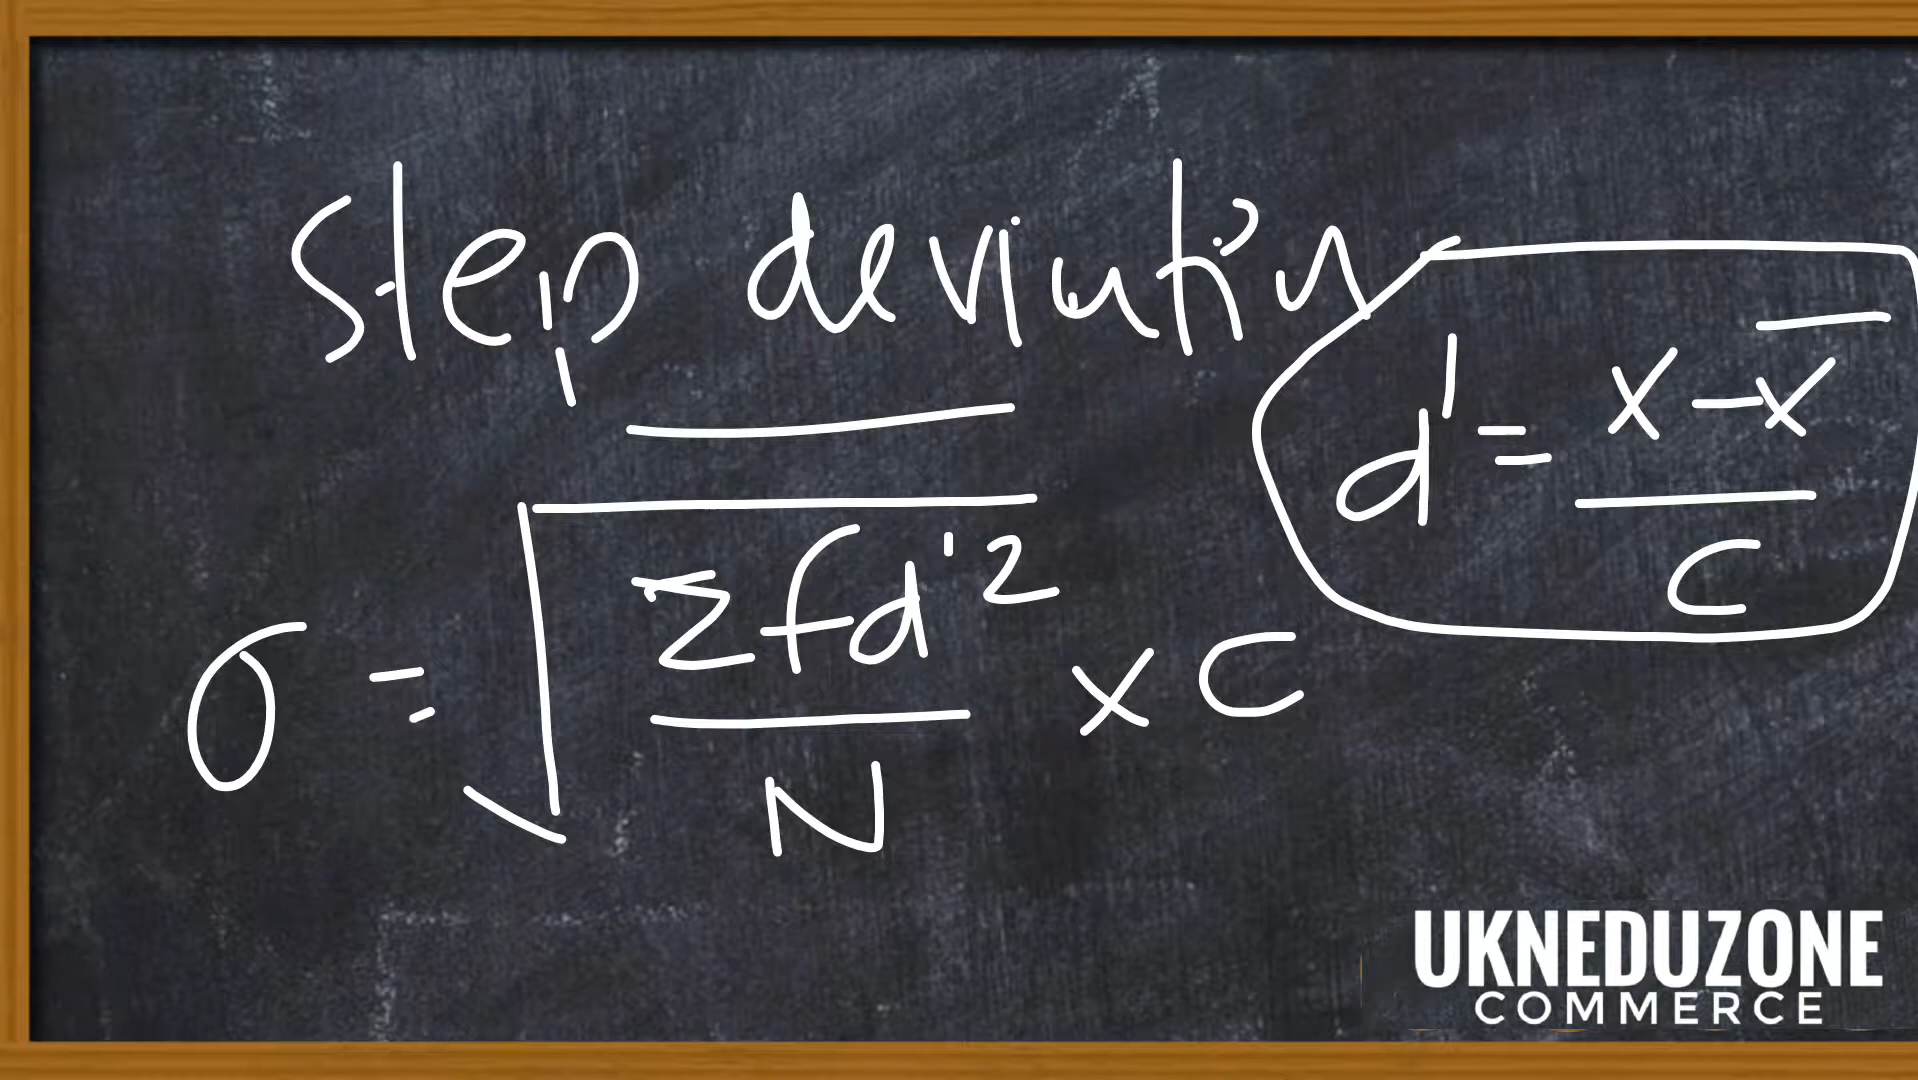 step deviation
d' = x - x̄ / c
σ = √ Σfd'² / N × c
UKNEDUZONE
COMMERCE